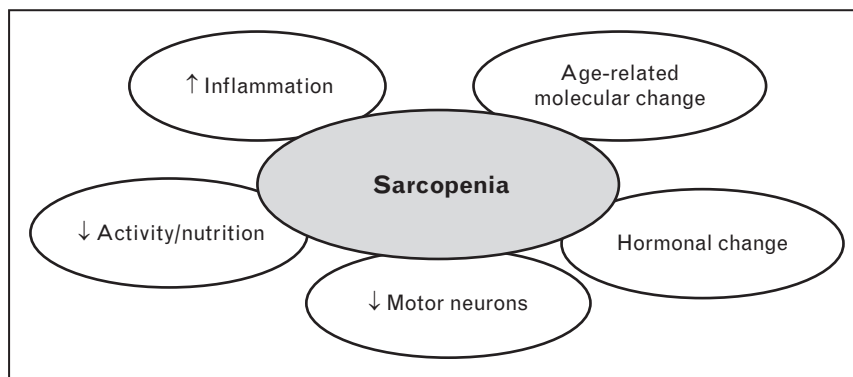 ↑ Inflammation
Age-related
molecular change
Sarcopenia
↓ Activity/nutrition
Hormonal change
↓ Motor neurons